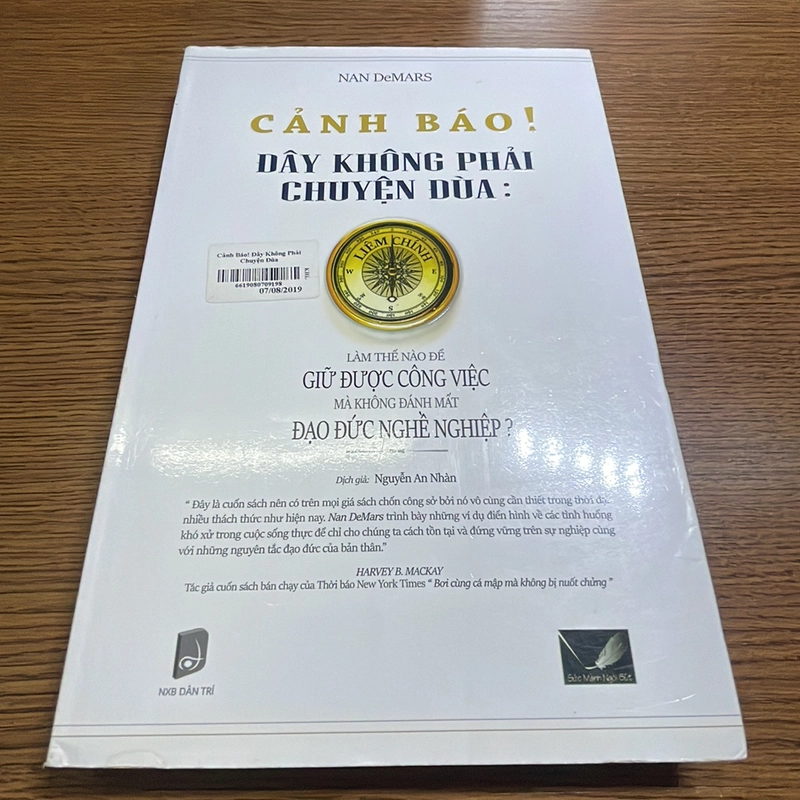 NAN DeMARS
CẢNH BÁO!
ĐÂY KHÔNG PHẢI
CHUYỆN ĐÙA:
LIÊM CHÍNH
N
W
E
S
Cảnh Báo! Đây Không Phải
Chuyện Đùa
6619080709198
07/08/2019
LÀM THẾ NÀO ĐỂ
GIỮ ĐƯỢC CÔNG VIỆC
MÀ KHÔNG ĐÁNH MẤT
ĐẠO ĐỨC NGHỀ NGHIỆP?
Dịch giả: Nguyễn An Nhàn
“ Đây là cuốn sách nên có trên mọi giá sách chốn công sở bởi nó vô cùng cần thiết trong thời đại
nhiều thách thức như hiện nay. Nan DeMars trình bày những ví dụ điển hình về các tình huống
khó xử trong cuộc sống thực để chỉ cho chúng ta cách tồn tại và đứng vững trên sự nghiệp cùng
với những nguyên tắc đạo đức của bản thân.”
HARVEY B. MACKAY
Tác giả cuốn sách bán chạy của Thời báo New York Times “ Bơi cùng cá mập mà không bị nuốt chửng ”
NXB DÂN TRÍ
Sức Mạnh Ngòi Bút